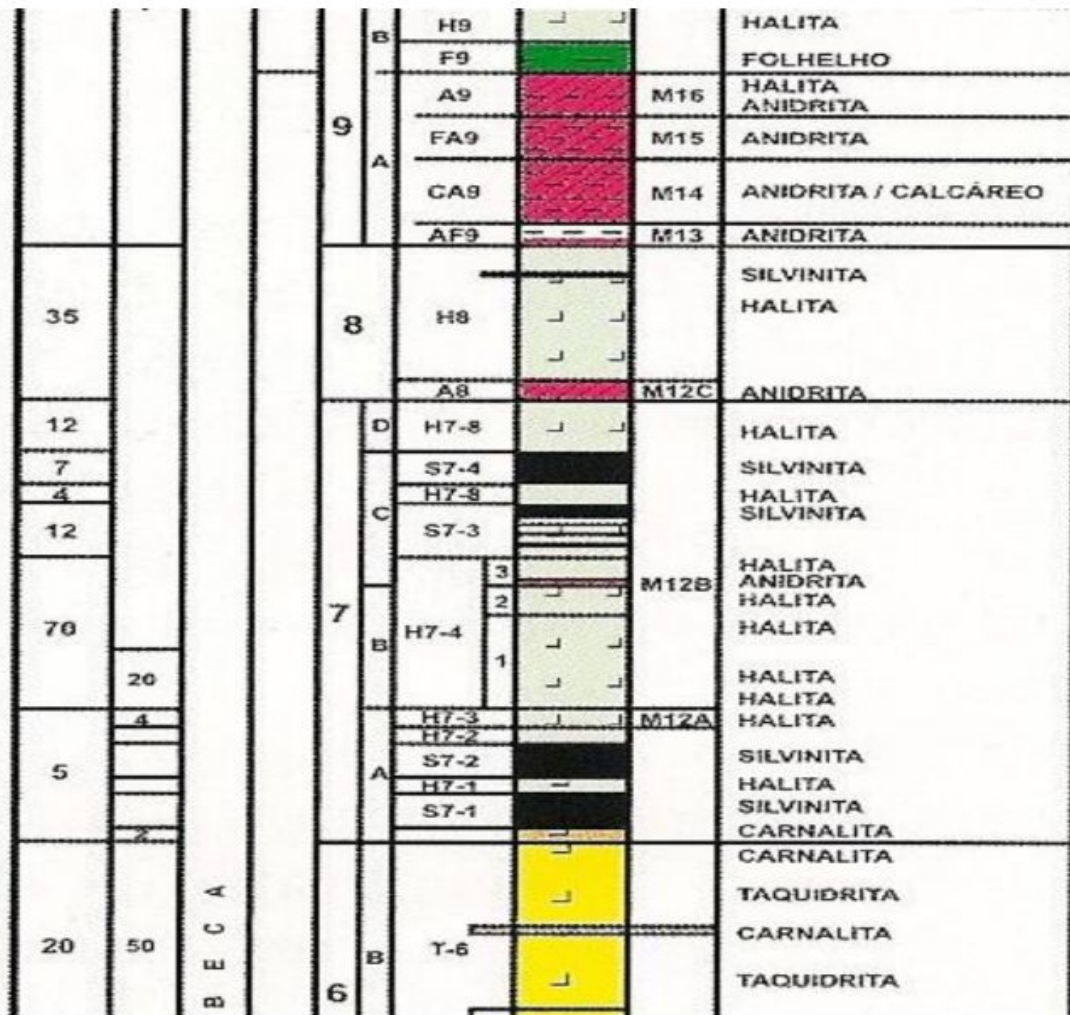 B H9 HALITA
F9 FOLHELHO
A9 M16 HALITA
ANIDRITA
9 FA9 M15 ANIDRITA
A
CA9 M14 ANIDRITA / CALCÁREO
AF9 M13 ANIDRITA
SILVINITA
35 8 H8 HALITA
A8 M12C ANIDRITA
12 D H7-8 HALITA
7 S7-4 SILVINITA
4 H7-8 HALITA
C SILVINITA
12 S7-3
3 HALITA
M12B ANIDRITA
2 HALITA
70 7 H7-4 HALITA
B 1
20 HALITA
HALITA
4 H7-3 M12A HALITA
H7-2
5 A S7-2 SILVINITA
H7-1 HALITA
S7-1 SILVINITA
2 CARNALITA
CARNALITA
TAQUIDRITA
CARNALITA
20 50 B T-6
TAQUIDRITA
6
BECA